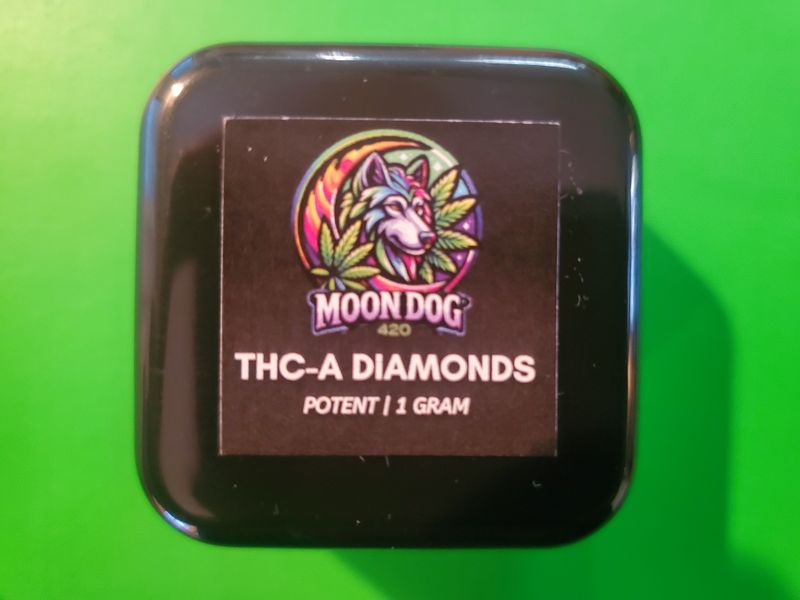 MOON DOG
420
THC-A DIAMONDS
POTENT | 1 GRAM